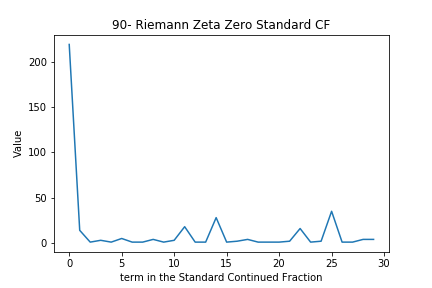 90- Riemann Zeta Zero Standard CF
200
150
100
50
0
Value
0 5 10 15 20 25 30
term in the Standard Continued Fraction